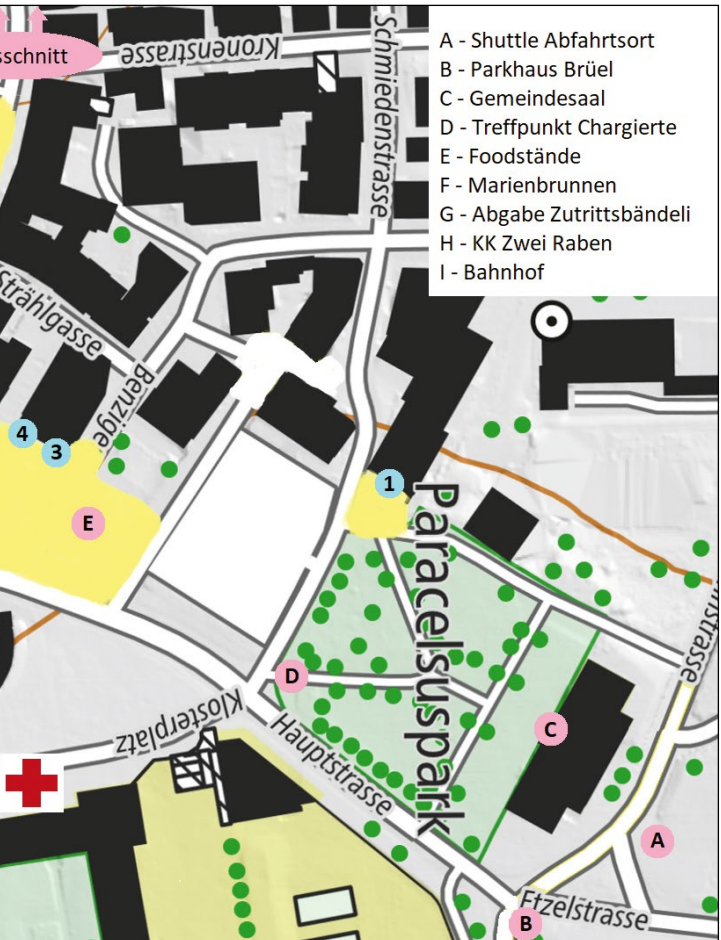 sschnitt
Kronenstrasse
Schmiedenstrasse
A - Shuttle Abfahrtsort
B - Parkhaus Brüel
C - Gemeindesaal
D - Treffpunkt Chargierte
E - Foodstände
F - Marienbrunnen
G - Abgabe Zutrittsbändeli
H - KK Zwei Raben
I - Bahnhof
Strählgasse
Benzige
4
3
1
E
Paracelsuspark
nstrasse
D
Klosterplatz
Hauptstrasse
C
A
Etzelstrasse
B